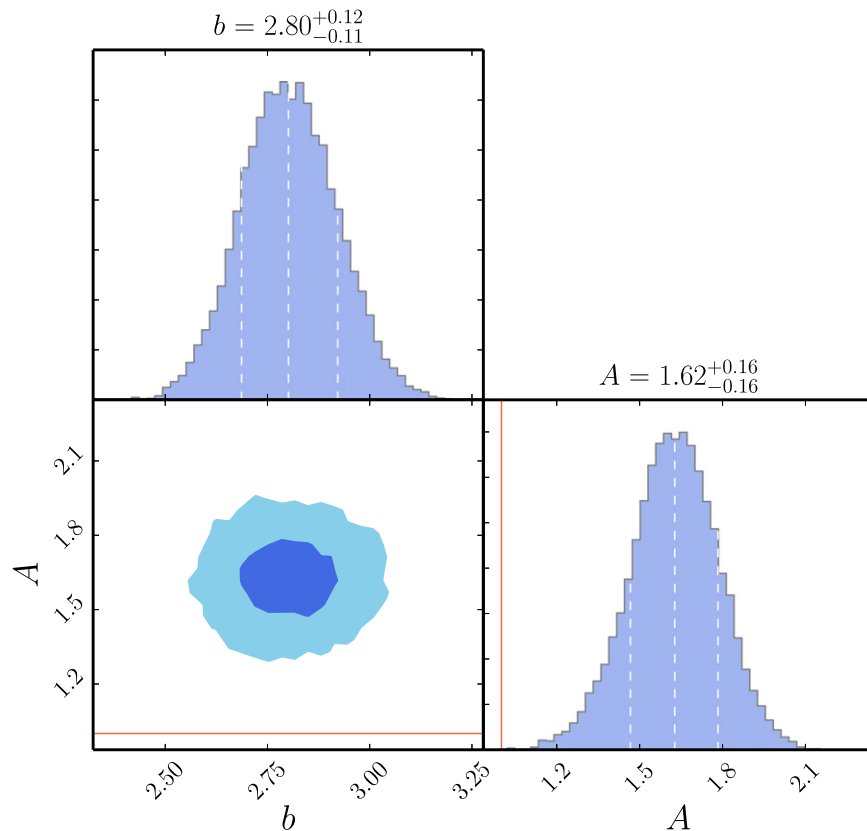 b = 2.80^{+0.12}_{-0.11}
A = 1.62^{+0.16}_{-0.16}
A
2.1
1.8
1.5
1.2
2.50 2.75 3.00 3.25
b
1.2 1.5 1.8 2.1
A